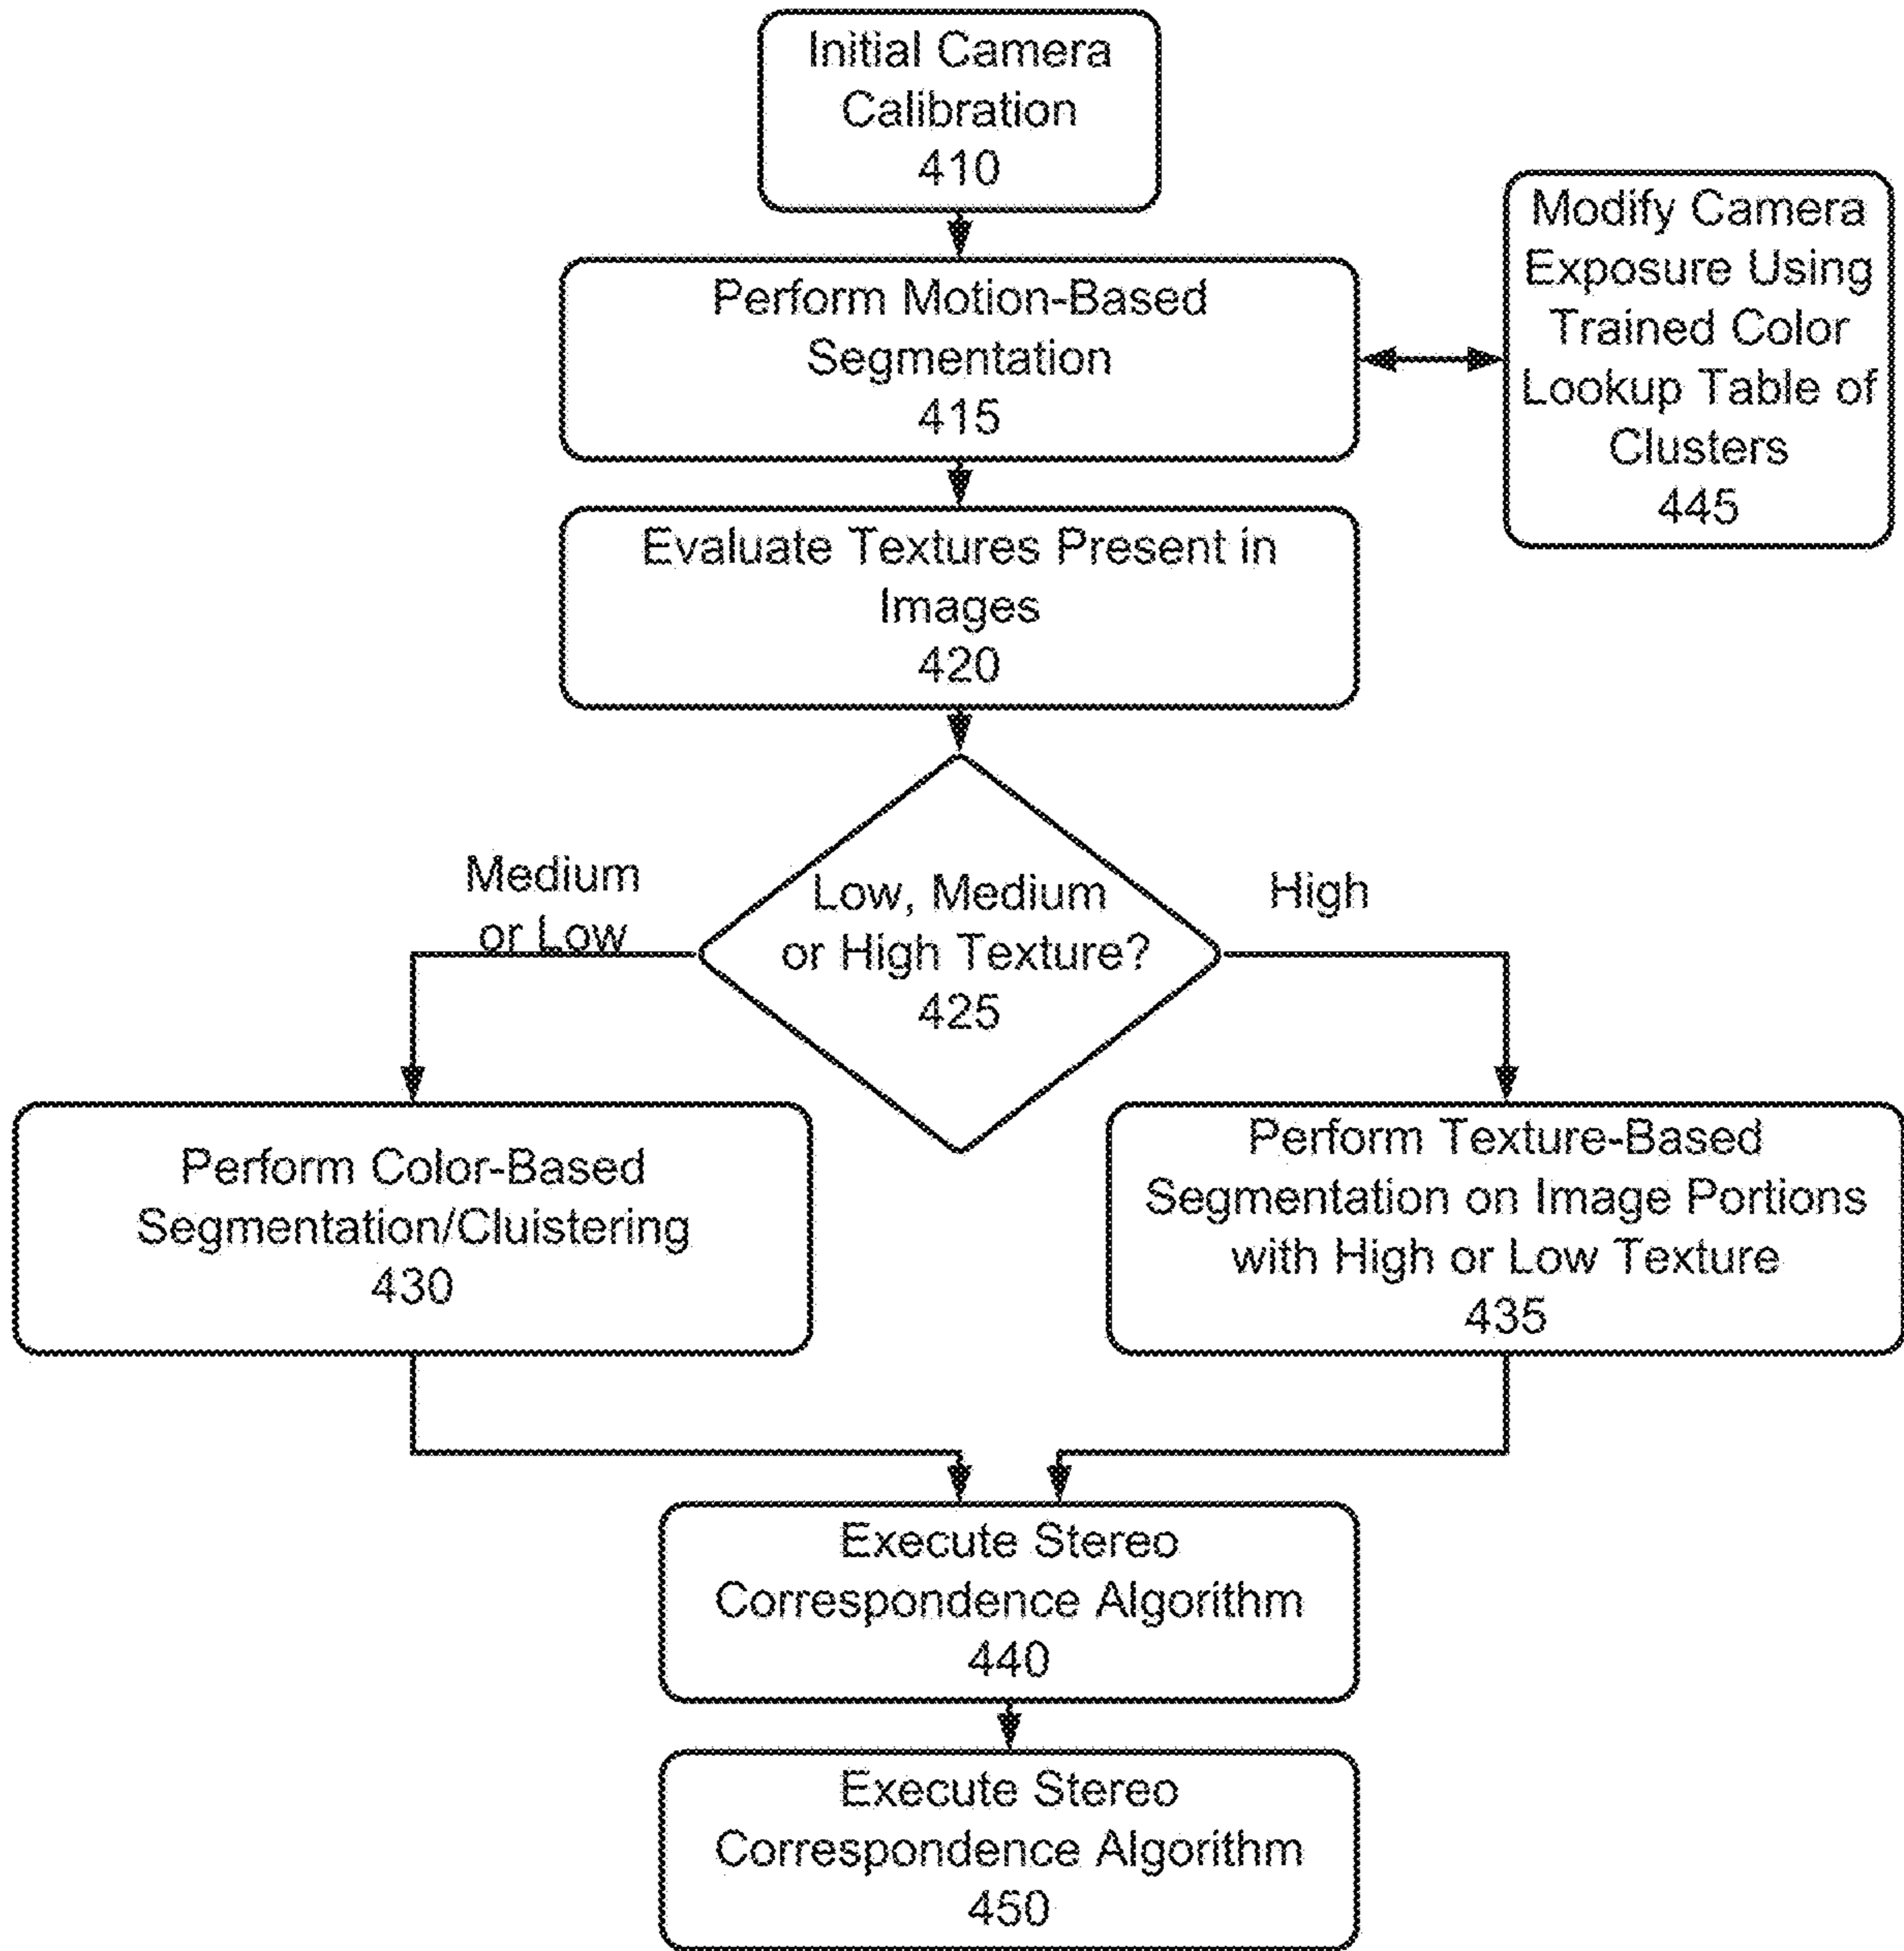 Initial Camera
Calibration
410
Modify Camera
Exposure Using
Trained Color
Lookup Table of
Clusters
445
Perform Motion-Based
Segmentation
415
Evaluate Textures Present in
Images
420
Low, Medium
or High Texture?
425
Medium
or Low
High
Perform Color-Based
Segmentation/Cluistering
430
Perform Texture-Based
Segmentation on Image Portions
with High or Low Texture
435
Execute Stereo
Correspondence Algorithm
440
Execute Stereo
Correspondence Algorithm
450